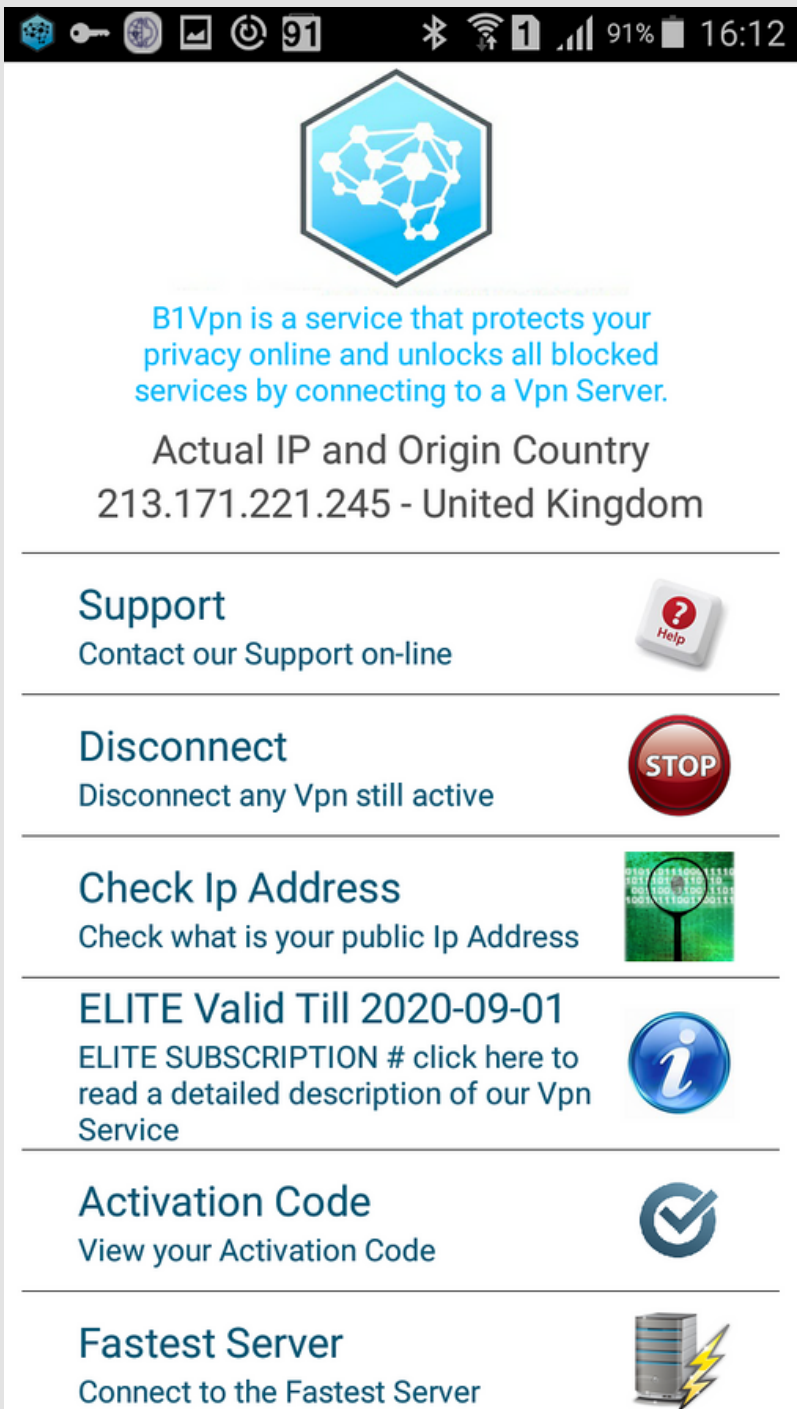 91 1 91% 16:12
B1Vpn is a service that protects your
privacy online and unlocks all blocked
services by connecting to a Vpn Server.
Actual IP and Origin Country
213.171.221.245 - United Kingdom
Support
Contact our Support on-line
Help
Disconnect
Disconnect any Vpn still active
STOP
Check Ip Address
Check what is your public Ip Address
ELITE Valid Till 2020-09-01
ELITE SUBSCRIPTION # click here to
read a detailed description of our Vpn
Service
Activation Code
View your Activation Code
Fastest Server
Connect to the Fastest Server